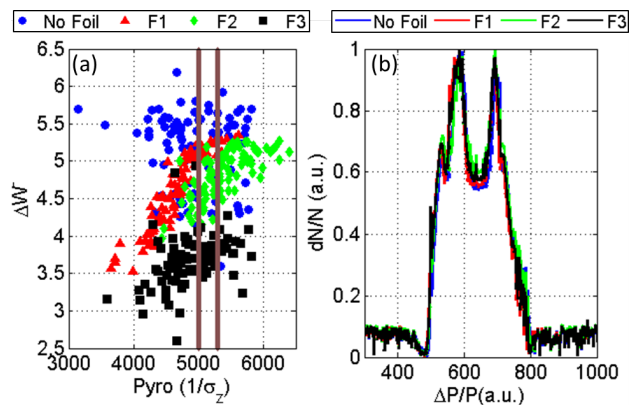 No Foil F1 F2 F3
No Foil F1 F2 F3
(a)
6.5
6
5.5
5
4.5
4
3.5
3
2.5
ΔW⁻
3000 4000 5000 6000
Pyro (1/σ_Z)
(b)
1
0.8
0.6
0.4
0.2
0
dN/N (a.u.)
400 600 800 1000
ΔP/P(a.u.)